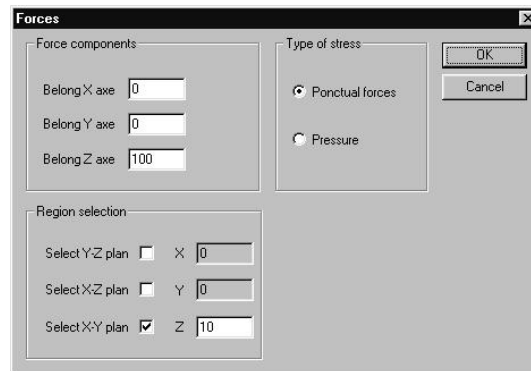 Forces
Force components
Belong X axe 0
Belong Y axe 0
Belong Z axe 100
Type of stress
Ponctual forces
Pressure
OK
Cancel
Region selection
Select Y-Z plan X 0
Select X-Z plan Y 0
Select X-Y plan Z 10